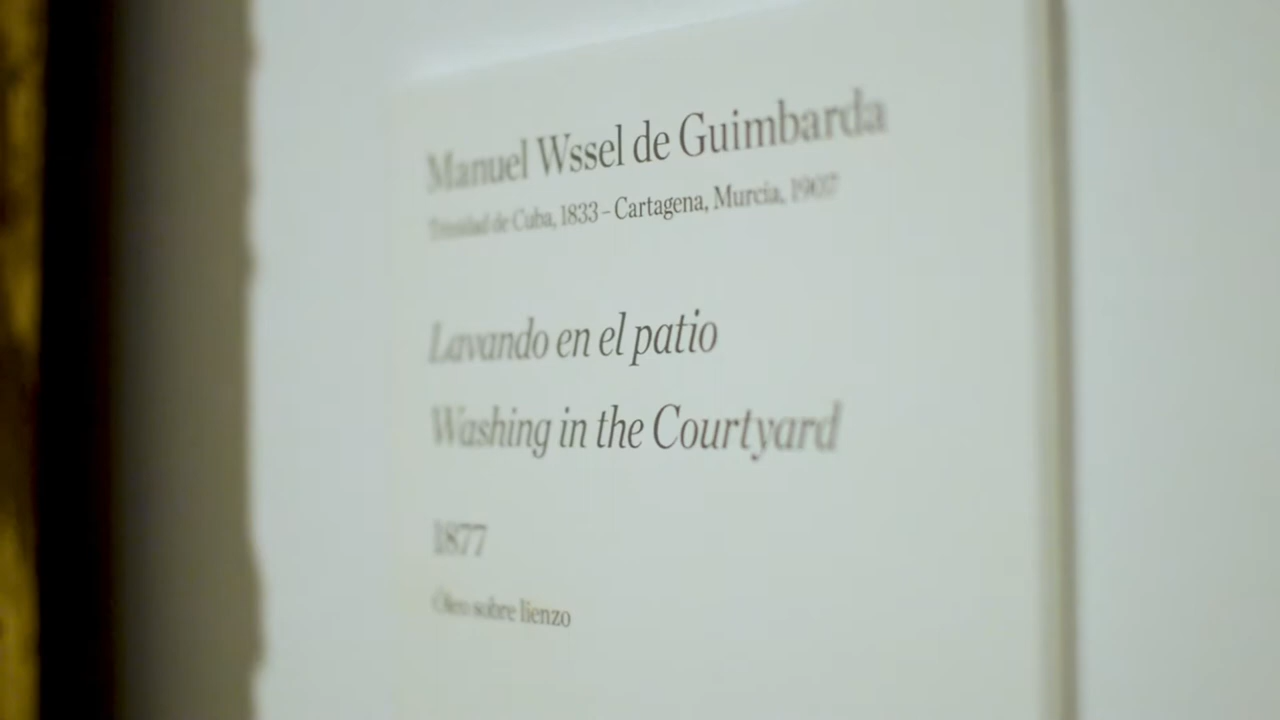 Manuel Wssel de Guimbarda
Trinidad de Cuba, 1833 – Cartagena, Murcia, 1907
Lavando en el patio
Washing in the Courtyard
1877
Óleo sobre lienzo